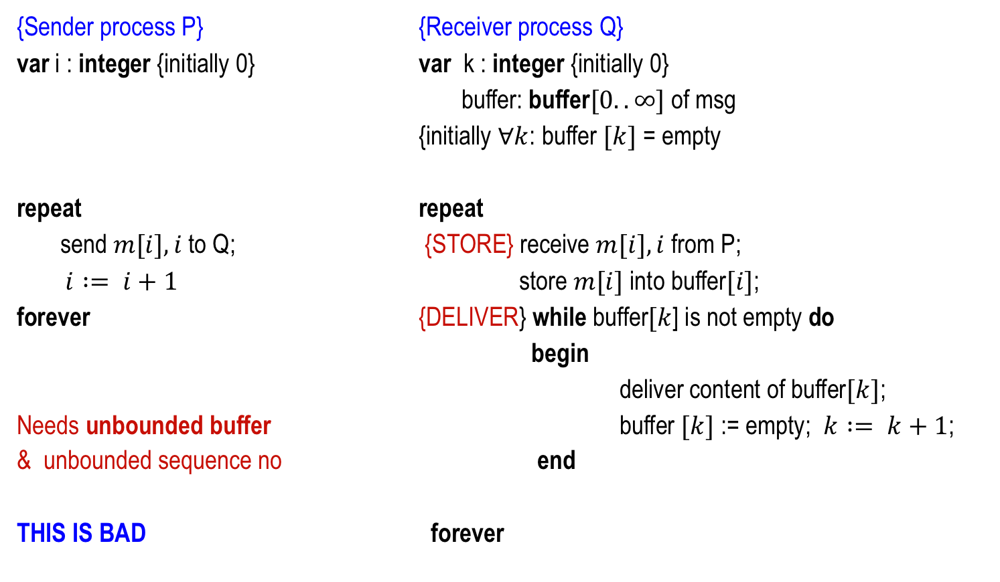 {Sender process P}
var i : integer {initially 0}
repeat
send m[i], i to Q;
i := i + 1
forever
Needs unbounded buffer
& unbounded sequence no
THIS IS BAD
{Receiver process Q}
var k : integer {initially 0}
buffer: buffer[0..∞] of msg
{initially ∀k: buffer [k] = empty
repeat
{STORE} receive m[i], i from P;
store m[i] into buffer[i];
{DELIVER} while buffer[k] is not empty do
begin
deliver content of buffer[k];
buffer [k] := empty; k := k + 1;
end
forever